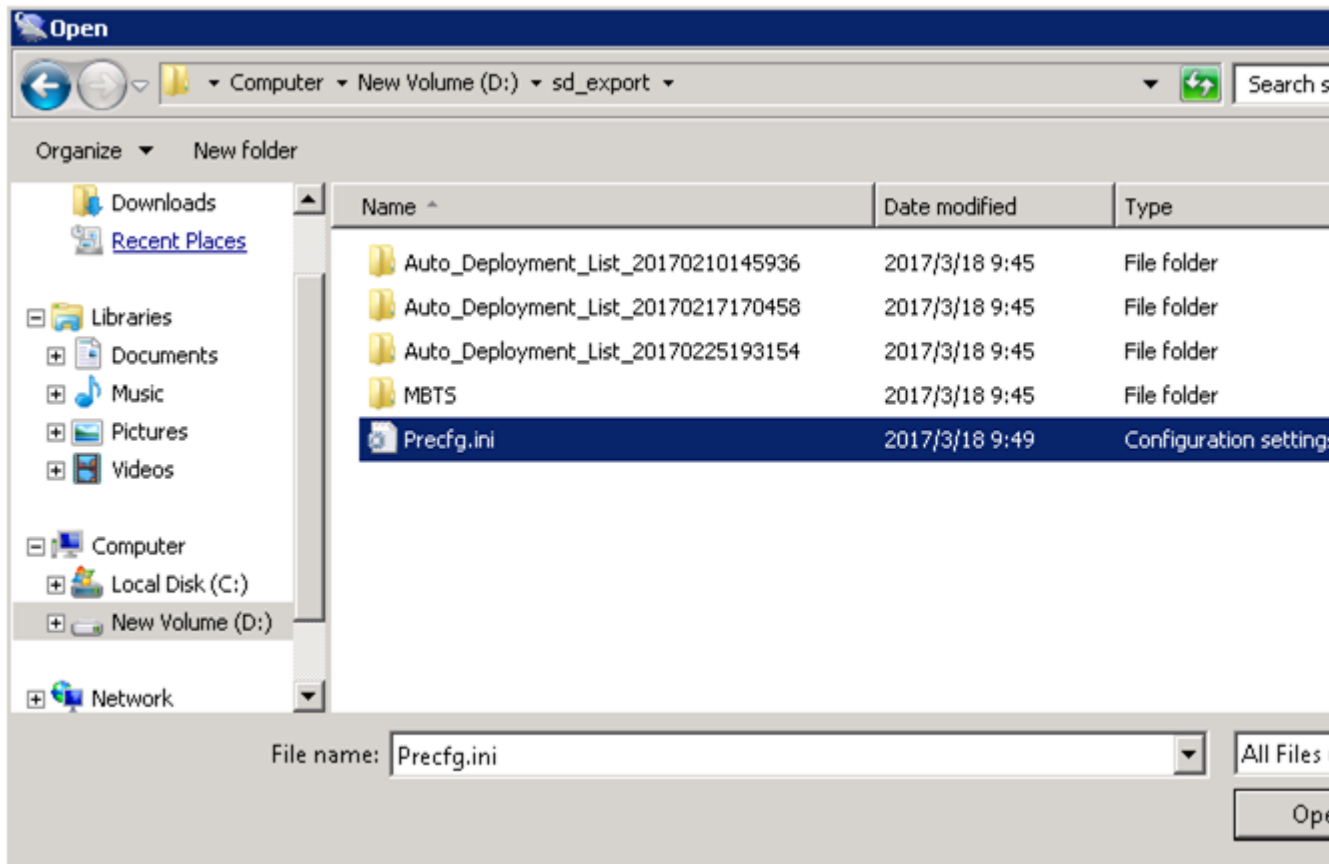 Open
Computer New Volume (D:) sd_export
Search s
Organize New folder
Downloads
Recent Places
Libraries
Documents
Music
Pictures
Videos
Computer
Local Disk (C:)
New Volume (D:)
Network
Name Date modified Type
Auto_Deployment_List_20170210145936 2017/3/18 9:45 File folder
Auto_Deployment_List_20170217170458 2017/3/18 9:45 File folder
Auto_Deployment_List_20170225193154 2017/3/18 9:45 File folder
MBTS 2017/3/18 9:45 File folder
Precfg.ini 2017/3/18 9:49 Configuration settings
File name: Precfg.ini
All Files
Ope